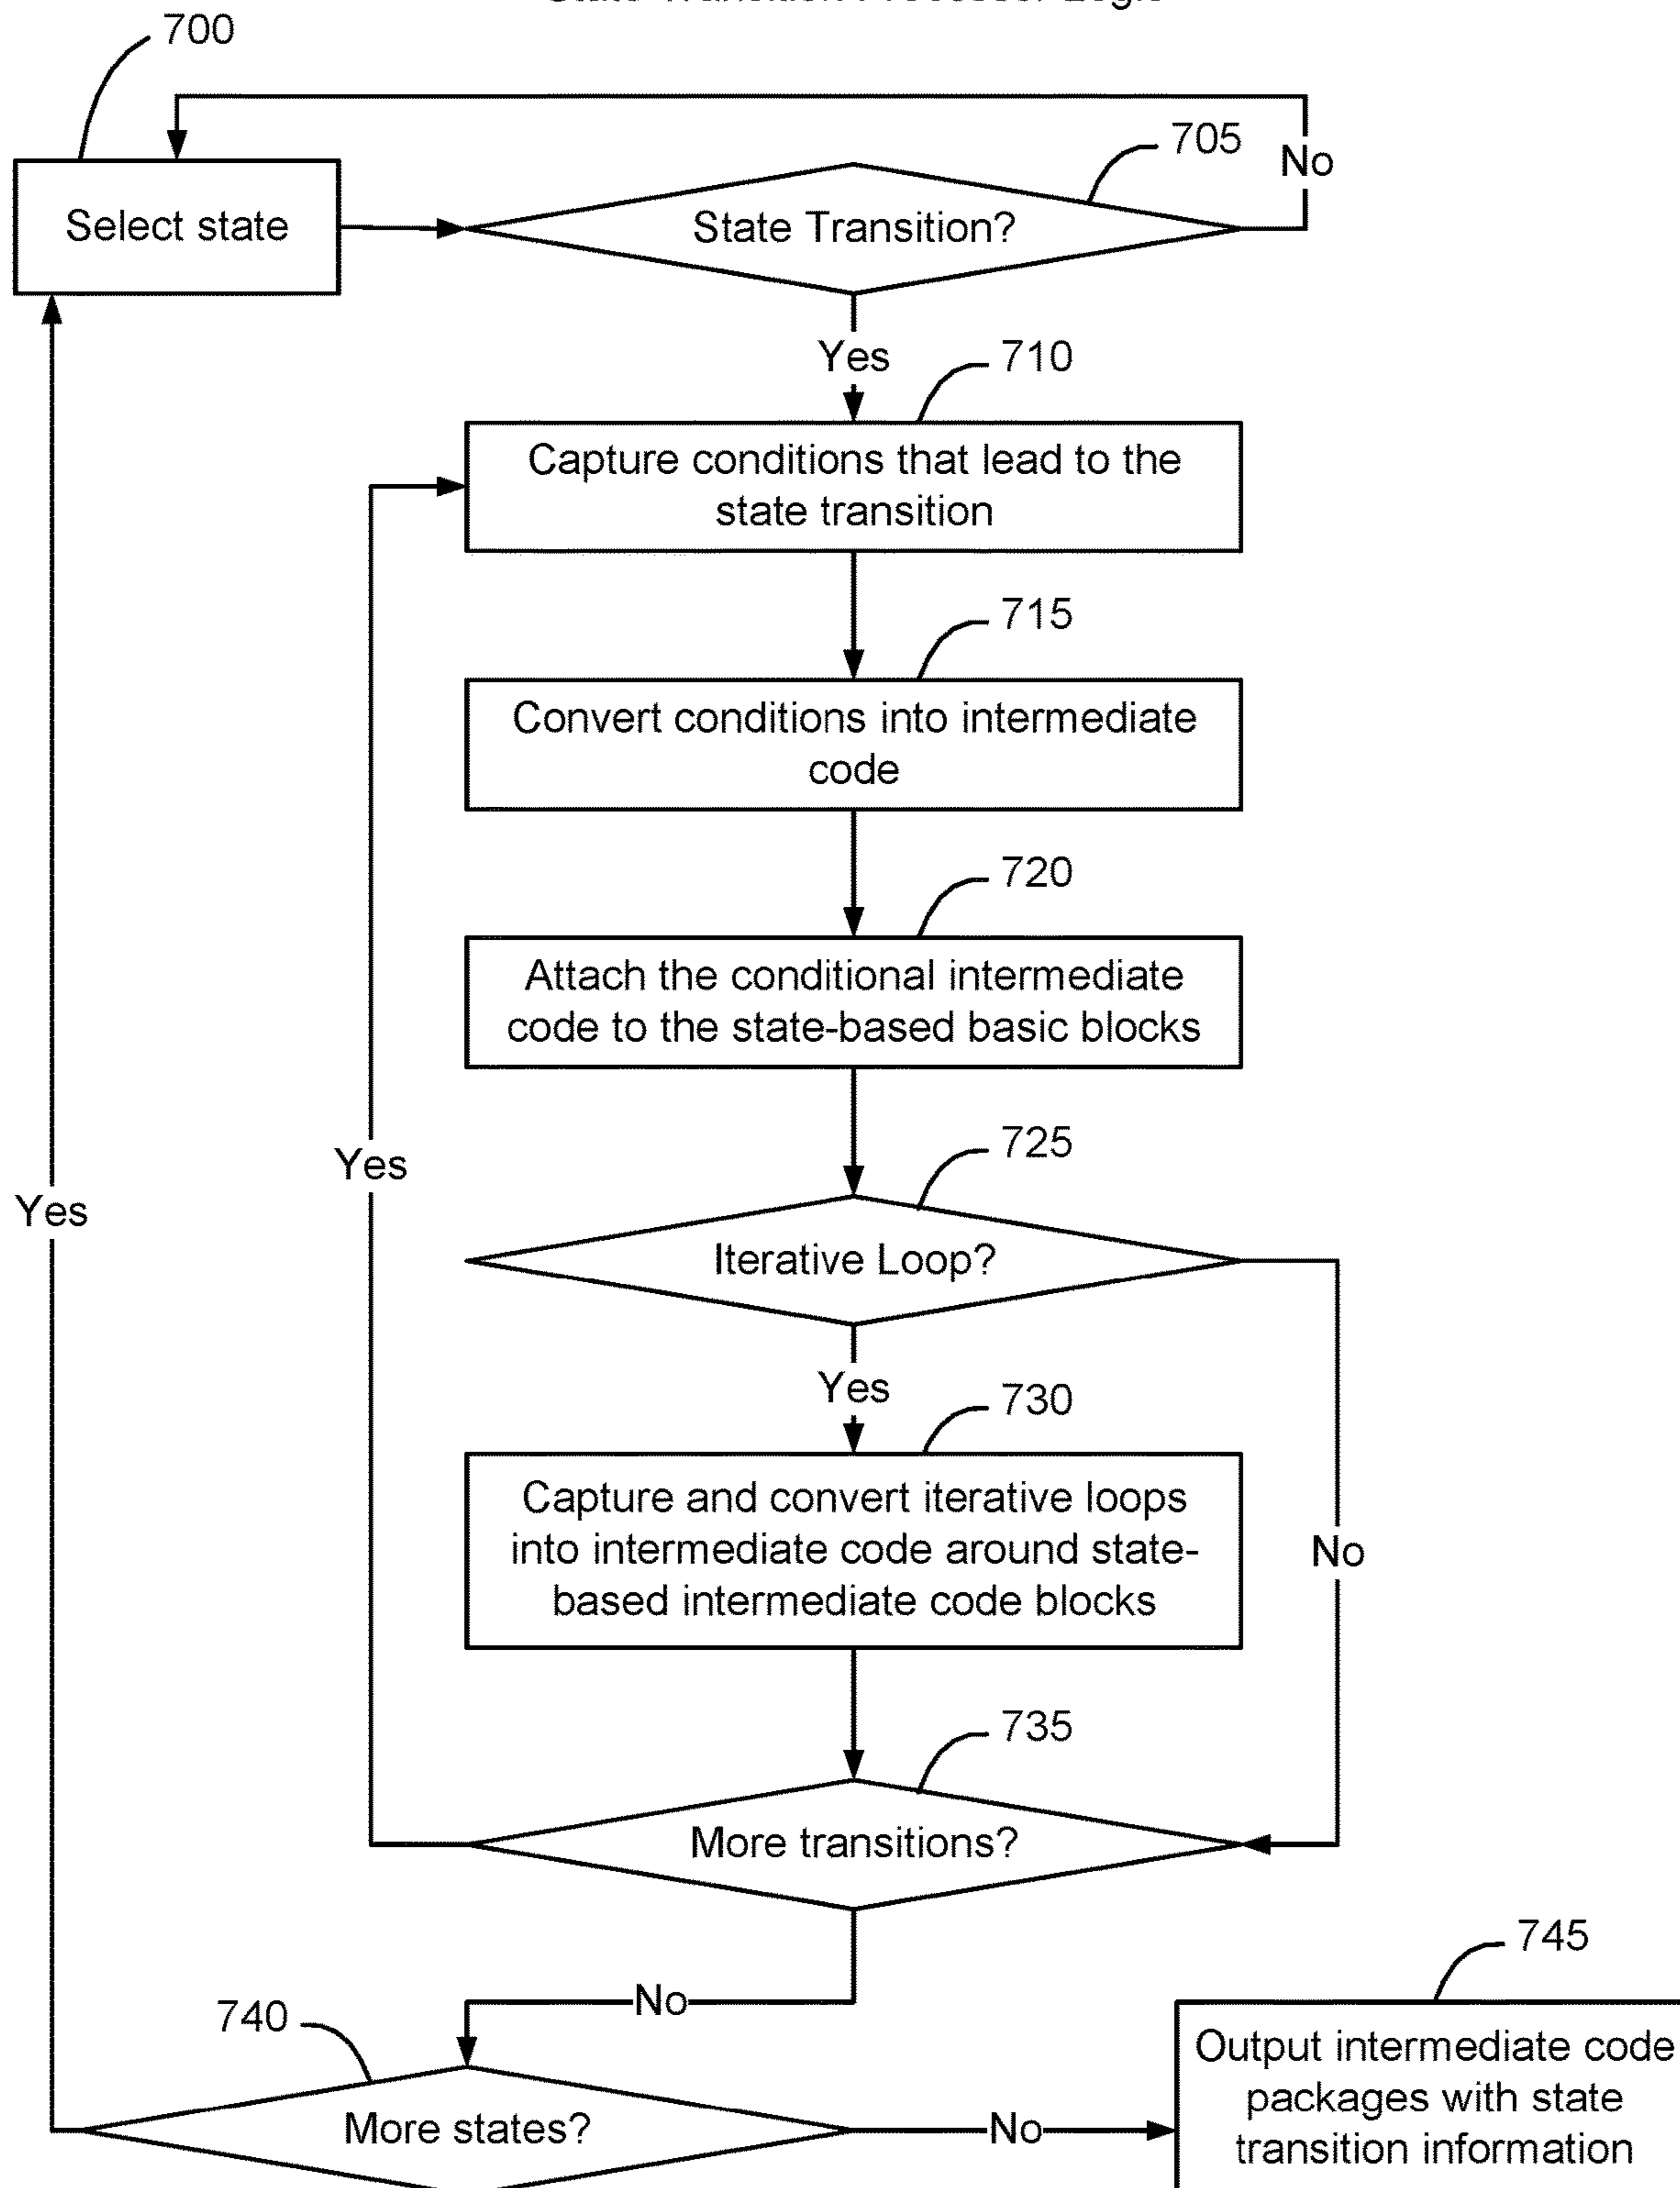 700
705
No
Select state
State Transition?
Yes
710
Capture conditions that lead to the
state transition
715
Convert conditions into intermediate
code
720
Attach the conditional intermediate
code to the state-based basic blocks
725
Yes
Yes
Iterative Loop?
Yes
730
Capture and convert iterative loops
into intermediate code around state-
based intermediate code blocks
No
735
More transitions?
No
740
745
More states?
No
Output intermediate code
packages with state
transition information